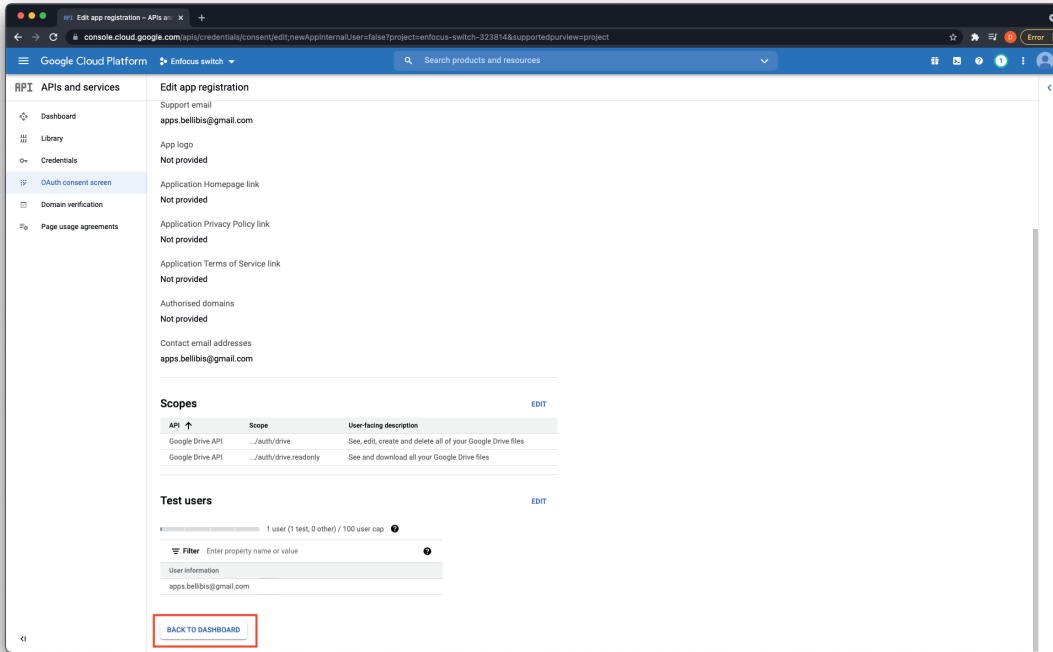 API Edit app registration – APIs an
console.cloud.google.com/apis/credentials/consent/edit;newAppInternalUser=false?project=enfocus-switch-323814&supportedpurview=project
D
Error
Google Cloud Platform
Enfocus switch
Search products and resources
1
API APIs and services
Edit app registration
Dashboard
Library
Credentials
OAuth consent screen
Domain verification
Page usage agreements
Support email
apps.bellibis@gmail.com
App logo
Not provided
Application Homepage link
Not provided
Application Privacy Policy link
Not provided
Application Terms of Service link
Not provided
Authorised domains
Not provided
Contact email addresses
apps.bellibis@gmail.com
Scopes EDIT
API Scope User-facing description
Google Drive API .../auth/drive See, edit, create and delete all of your Google Drive files
Google Drive API .../auth/drive.readonly See and download all your Google Drive files
Test users EDIT
1 user (1 test, 0 other) / 100 user cap
Filter Enter property name or value
User information
apps.bellibis@gmail.com
BACK TO DASHBOARD